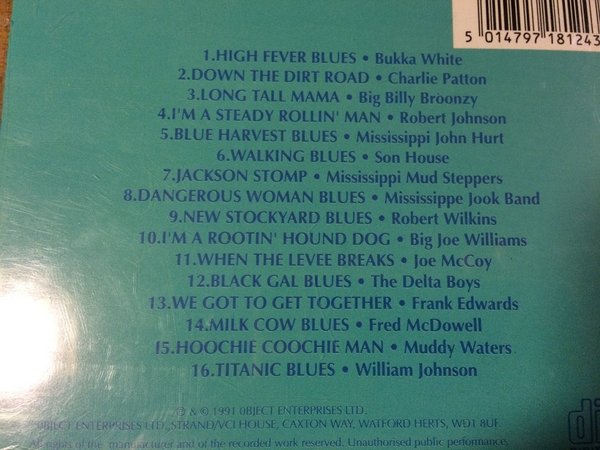 5 014797 181243
1.HIGH FEVER BLUES • Bukka White
2.DOWN THE DIRT ROAD • Charlie Patton
3.LONG TALL MAMA • Big Billy Broonzy
4.I'M A STEADY ROLLIN' MAN • Robert Johnson
5.BLUE HARVEST BLUES • Mississippi John Hurt
6.WALKING BLUES • Son House
7.JACKSON STOMP • Mississippi Mud Steppers
8.DANGEROUS WOMAN BLUES • Mississippe Jook Band
9.NEW STOCKYARD BLUES • Robert Wilkins
10.I'M A ROOTIN' HOUND DOG • Big Joe Williams
11.WHEN THE LEVEE BREAKS • Joe McCoy
12.BLACK GAL BLUES • The Delta Boys
13.WE GOT TO GET TOGETHER • Frank Edwards
14.MILK COW BLUES • Fred McDowell
15.HOOCHIE COOCHIE MAN • Muddy Waters
16.TITANIC BLUES • William Johnson
℗ & © 1991 0BJECT ENTERPRISES LTD.
0BJECT ENTERPRISES LTD.,STRAND/VCI HOUSE, CAXTON WAY, WATFORD HERTS, WD1 8UF.
All rights of the manufacturer and of the recorded work reserved. Unauthorised public performance,